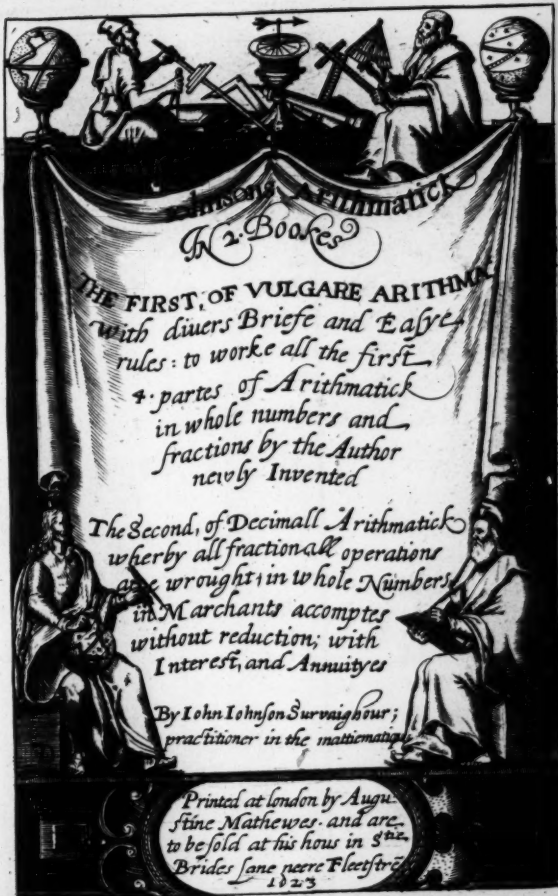 Johnsons Arithmatick
IN 2. Bookes
THE FIRST, OF VULGARE ARITHMA
with diuers Briefe and Eaſye
rules : to worke all the firſt
4. partes of Arithmatick
in whole numbers and
fractions by the Author
newly Invented
The Second, of Decimall Arithmatick
wherby all fractionall operations
are wrought, in whole Numbers
in Marchants accomptes
without reduction; with
Intereſt, and Annuityes
By Iohn Iohnſon Survaighour;
practitioner in the mathematique
Printed at london by Augu-
ſtine Mathewes. and are
to be ſold at his hous in Stne
Brides Lane neere Fleetſtre
1623